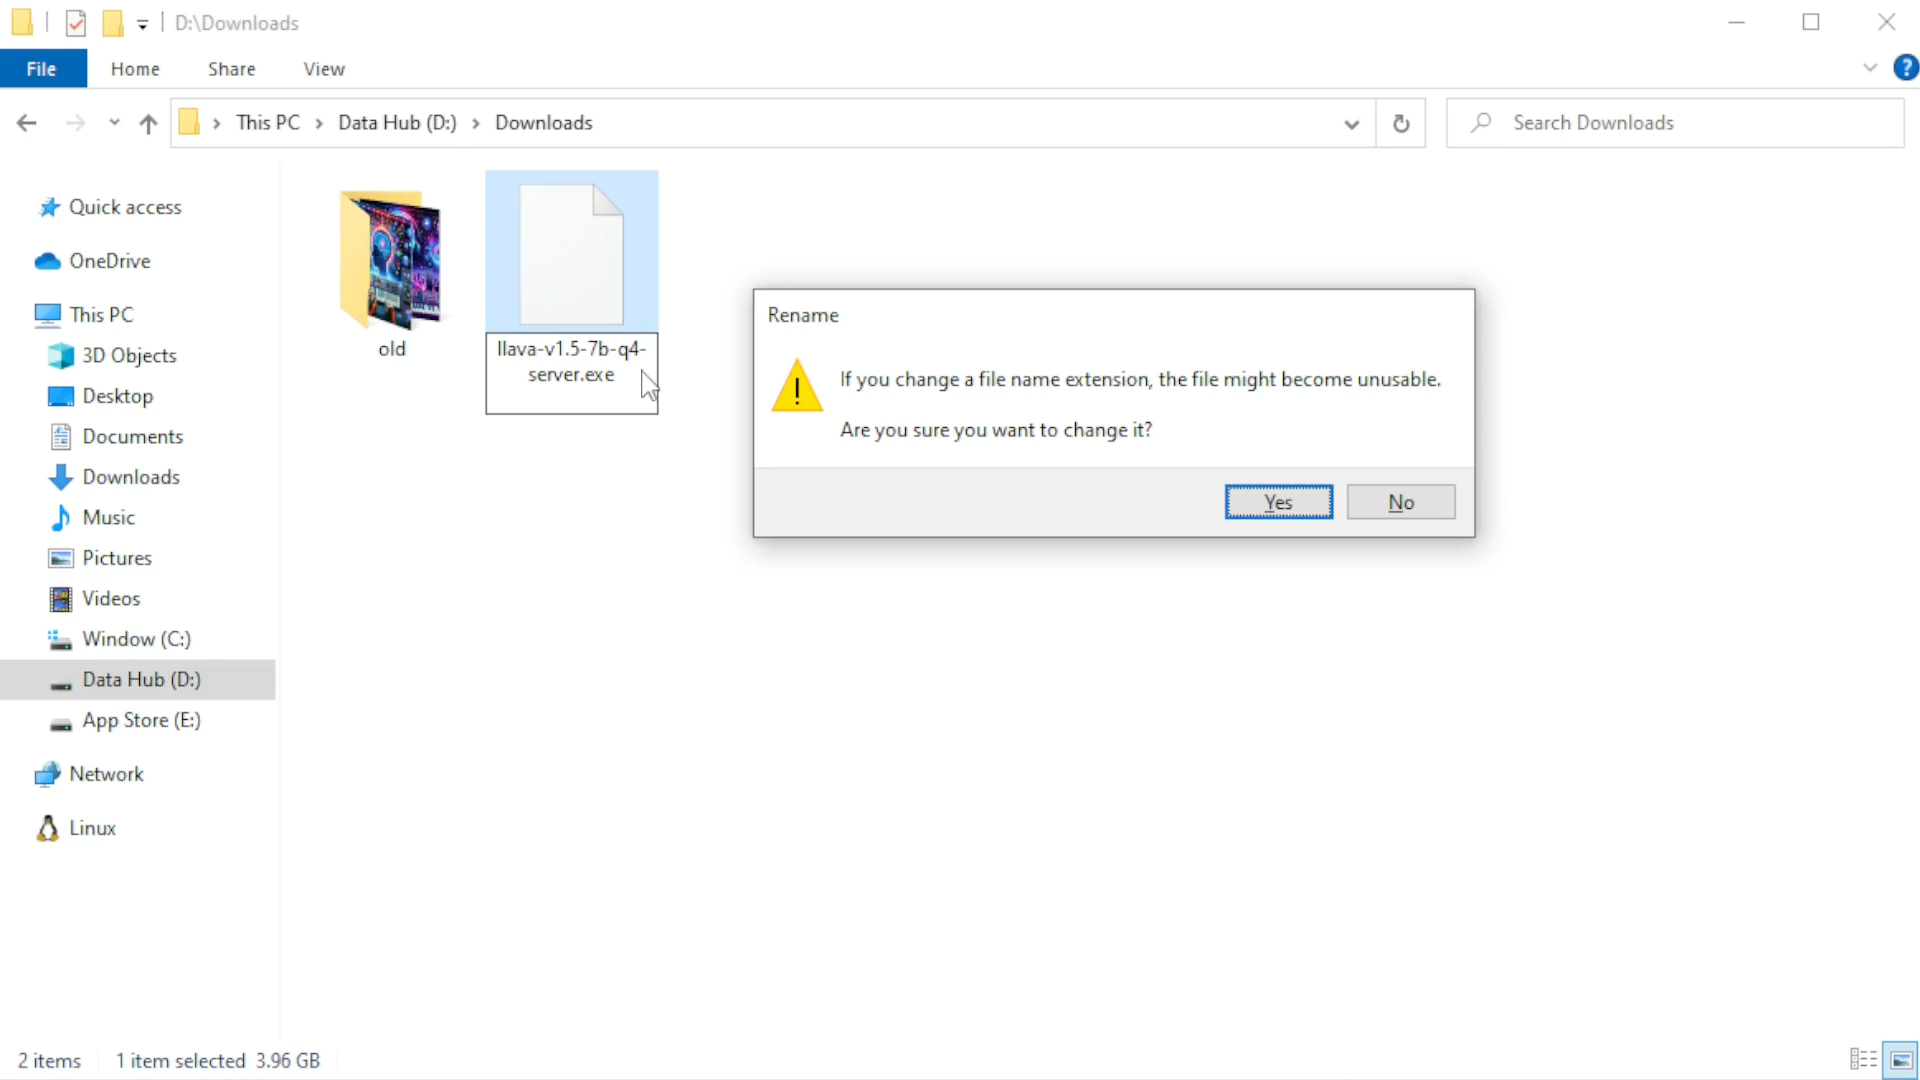 D:\Downloads
File Home Share View
?
This PC Data Hub (D:) Downloads
Search Downloads
Quick access
OneDrive
This PC
3D Objects
Desktop
Documents
Downloads
Music
Pictures
Videos
Window (C:)
Data Hub (D:)
App Store (E:)
Network
Linux
old
llava-v1.5-7b-q4-
server.exe
Rename
If you change a file name extension, the file might become unusable.
Are you sure you want to change it?
Yes No
2 items 1 item selected 3.96 GB